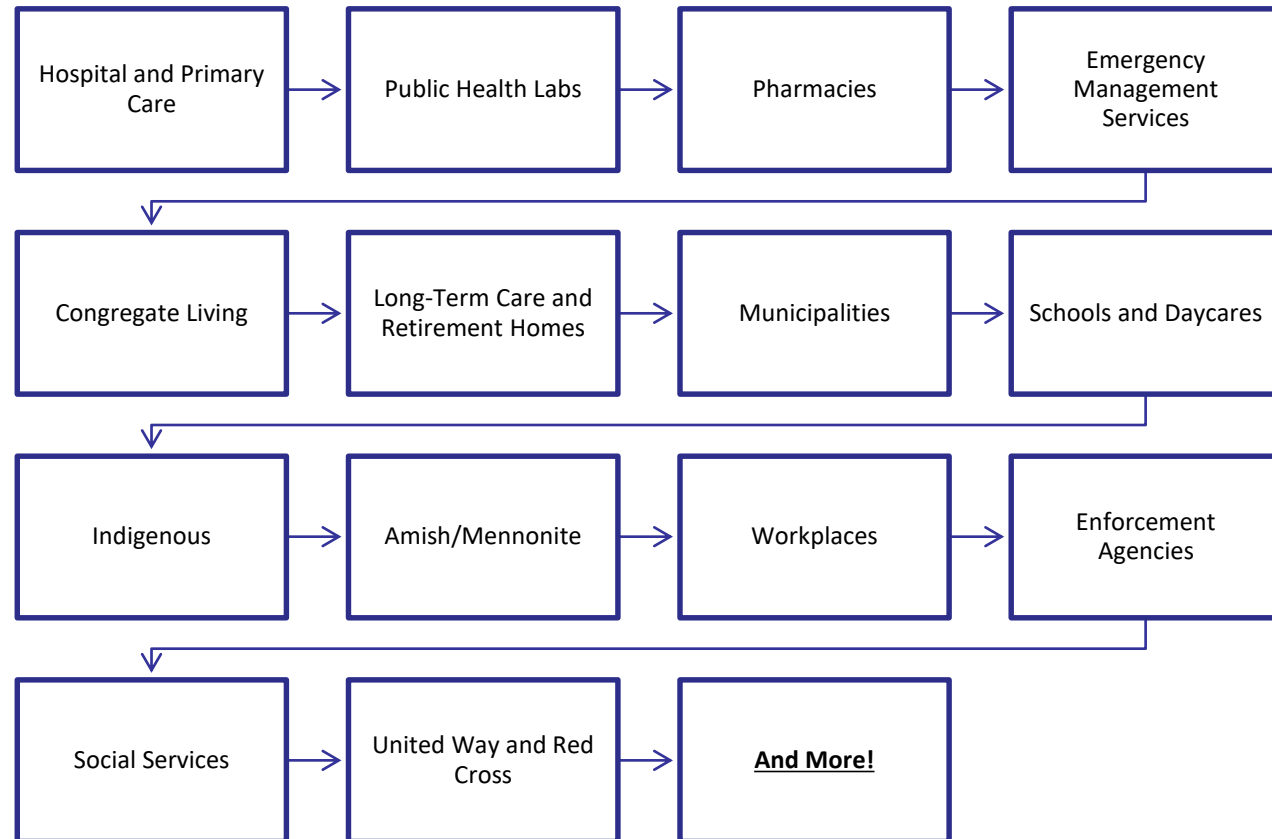 Hospital and Primary
Care
Public Health Labs
Pharmacies
Emergency
Management
Services
Congregate Living
Long-Term Care and
Retirement Homes
Municipalities
Schools and Daycares
Indigenous
Amish/Mennonite
Workplaces
Enforcement
Agencies
Social Services
United Way and Red
Cross
And More!